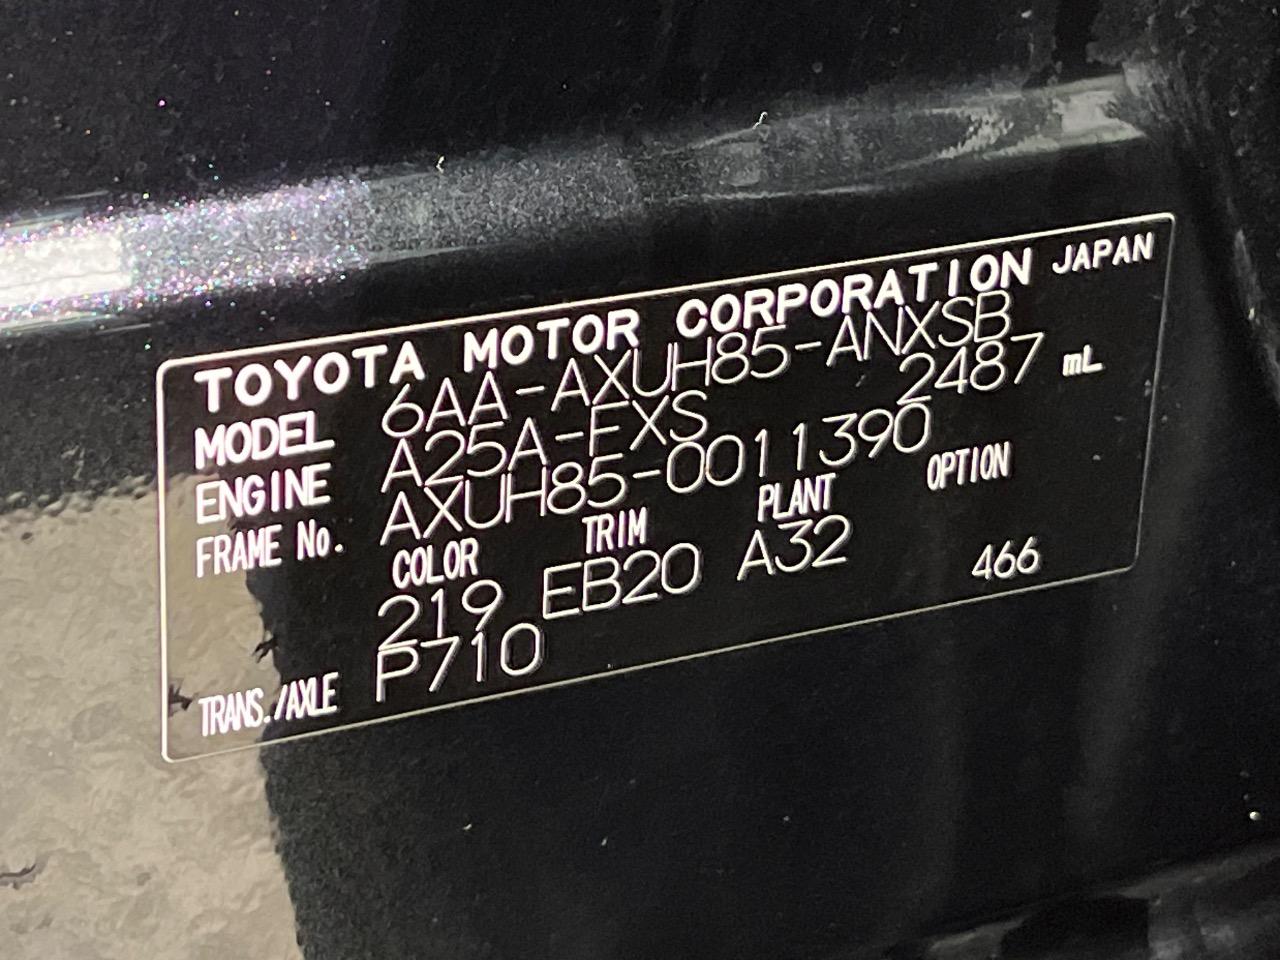 TOYOTA MOTOR CORPORATION JAPAN
MODEL 6AA-AXUH85-ANXSB
ENGINE A25A-FXS 2487 mL
FRAME No. AXUH85-0011390
COLOR TRIM PLANT OPTION
219 EB20 A32 466
TRANS./AXLE P710